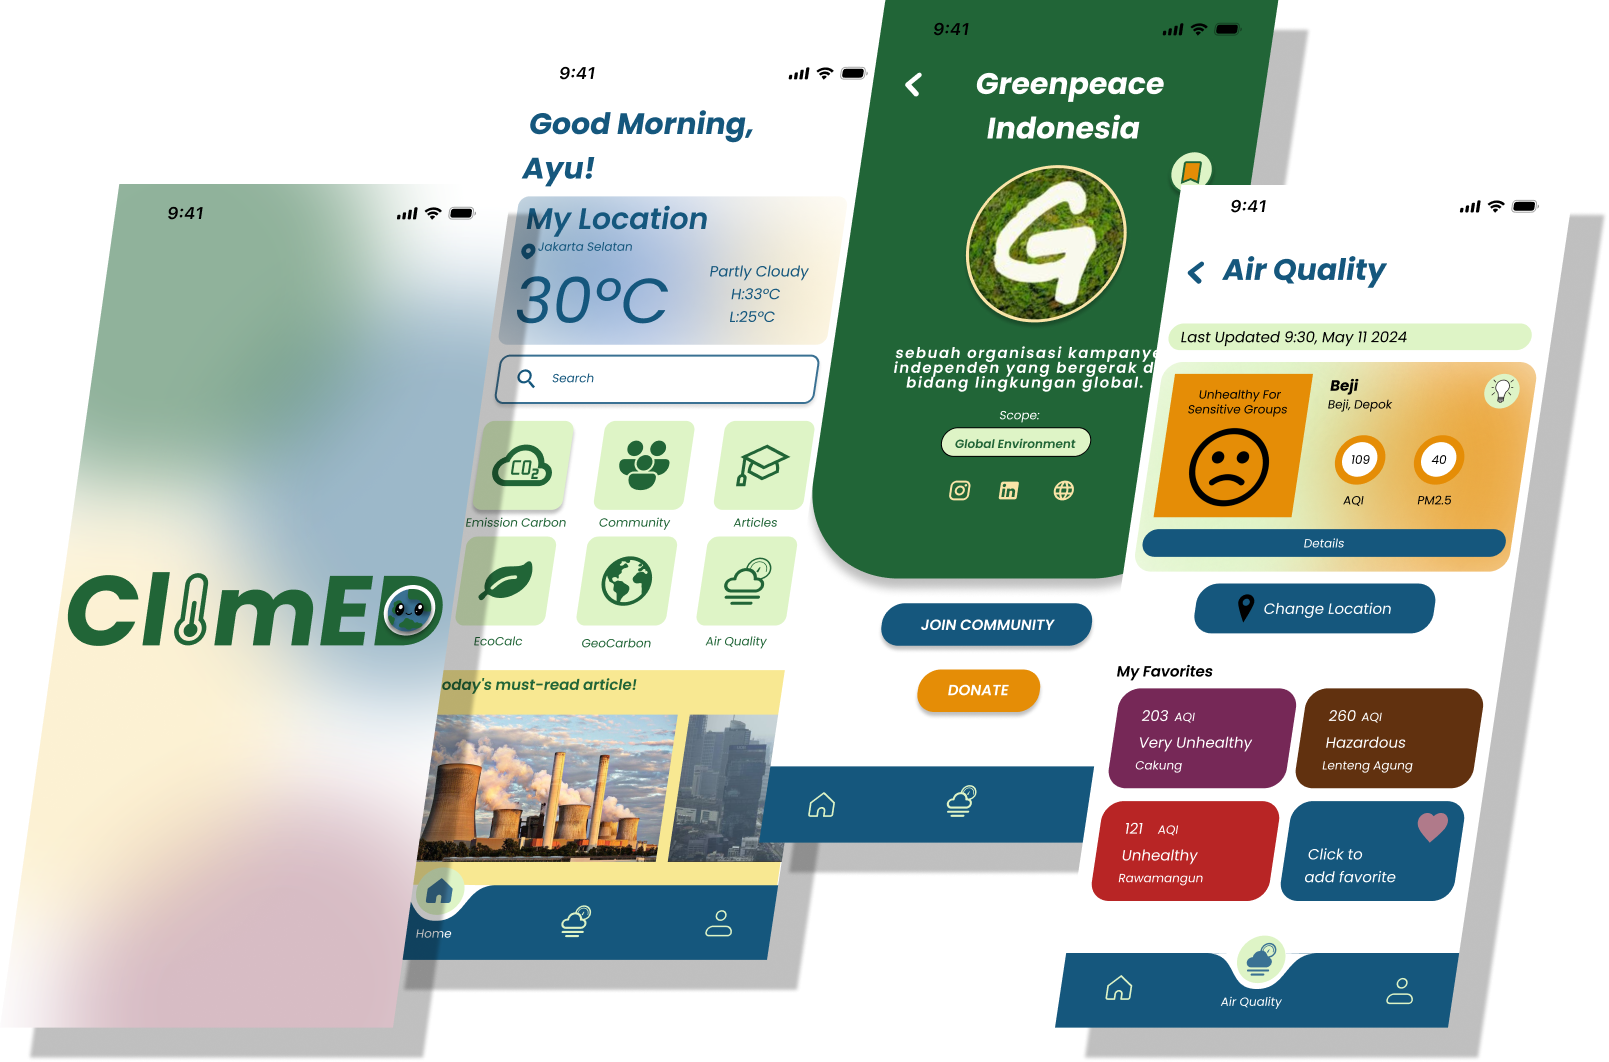 9:41
ClimED
9:41
Good Morning,
Ayu!
My Location
Jakarta Selatan
30°C
Partly Cloudy
H:33°C
L:25°C
Search
CO2
Emission Carbon
Community
Articles
EcoCalc
GeoCarbon
Air Quality
oday's must-read article!
Home
9:41
Greenpeace
Indonesia
G
sebuah organisasi kampanye
independen yang bergerak d
bidang lingkungan global.
Scope:
Global Environment
in
JOIN COMMUNITY
DONATE
9:41
Air Quality
Last Updated 9:30, May 11 2024
Unhealthy For
Sensitive Groups
Beji
Beji, Depok
109
40
AQI
PM2.5
Details
Change Location
My Favorites
203 AQI
Very Unhealthy
Cakung
260 AQI
Hazardous
Lenteng Agung
121 AQI
Unhealthy
Rawamangun
Click to
add favorite
Air Quality